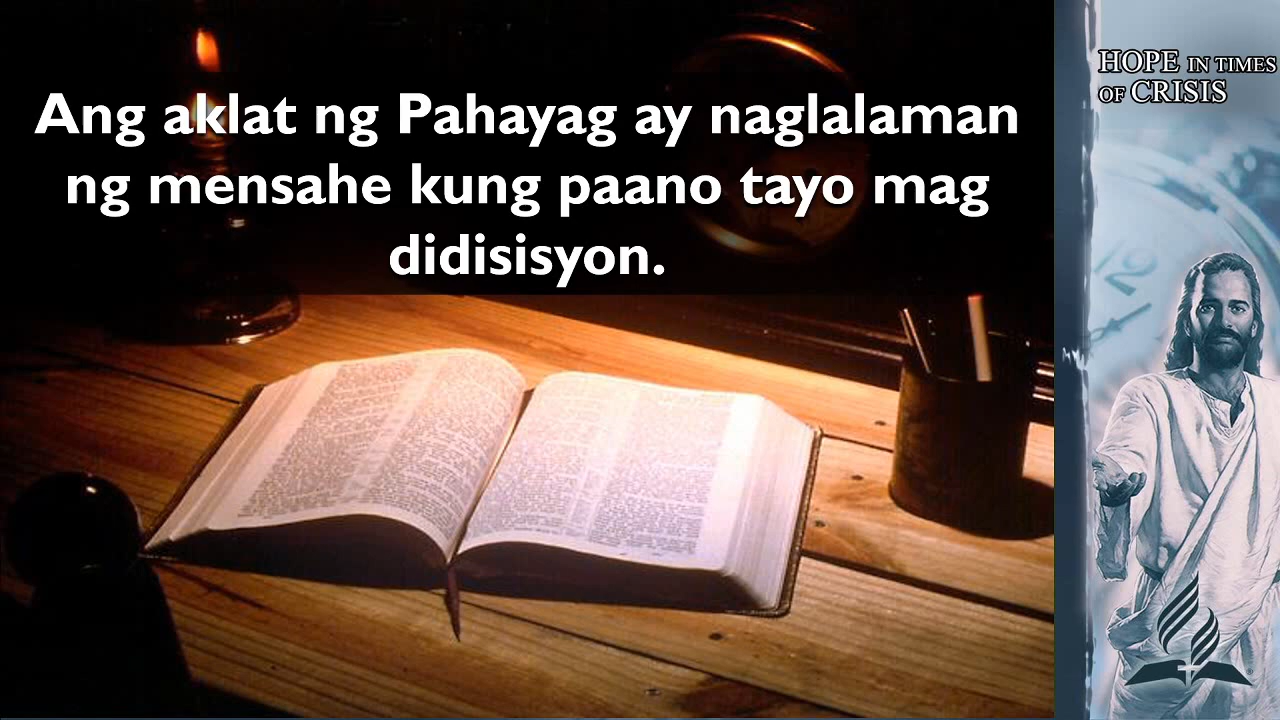 Ang aklat ng Pahayag ay naglalaman
ng mensahe kung paano tayo mag
didisisyon.
HOPE IN TIMES
OF CRISIS